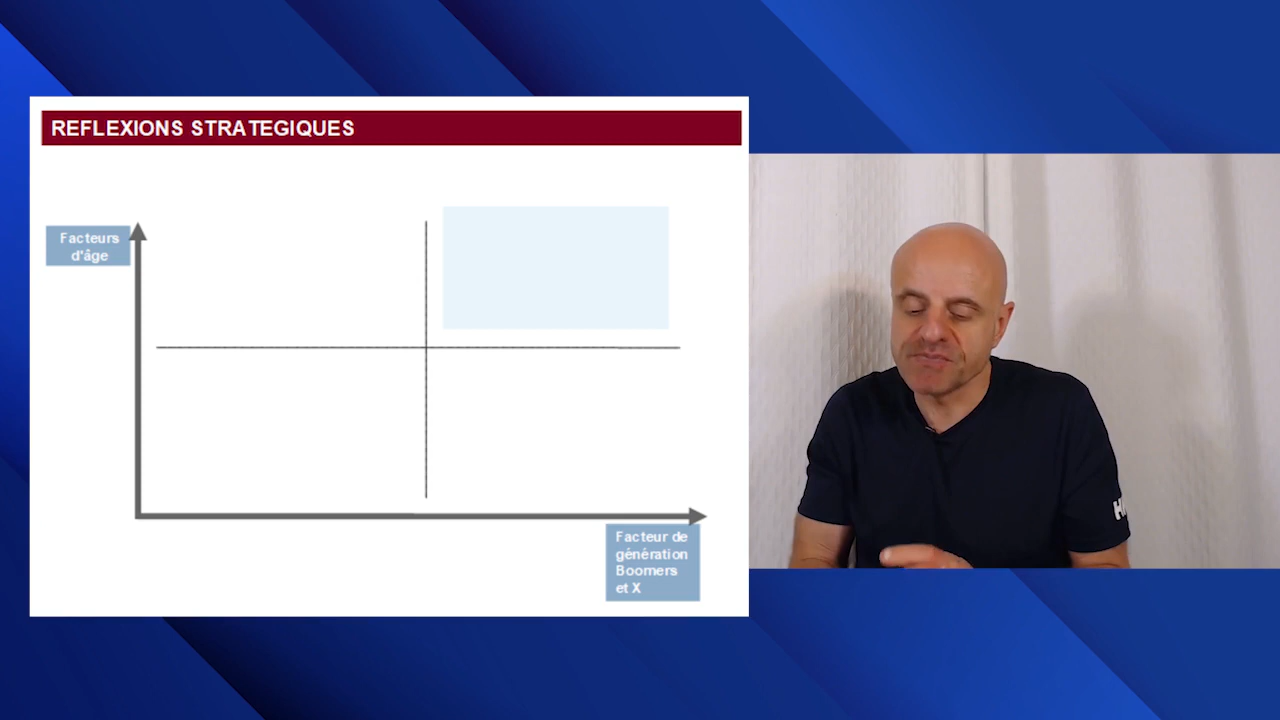 REFLEXIONS STRATEGIQUES
Facteurs
d'âge
Facteur de
génération
Boomers
et X